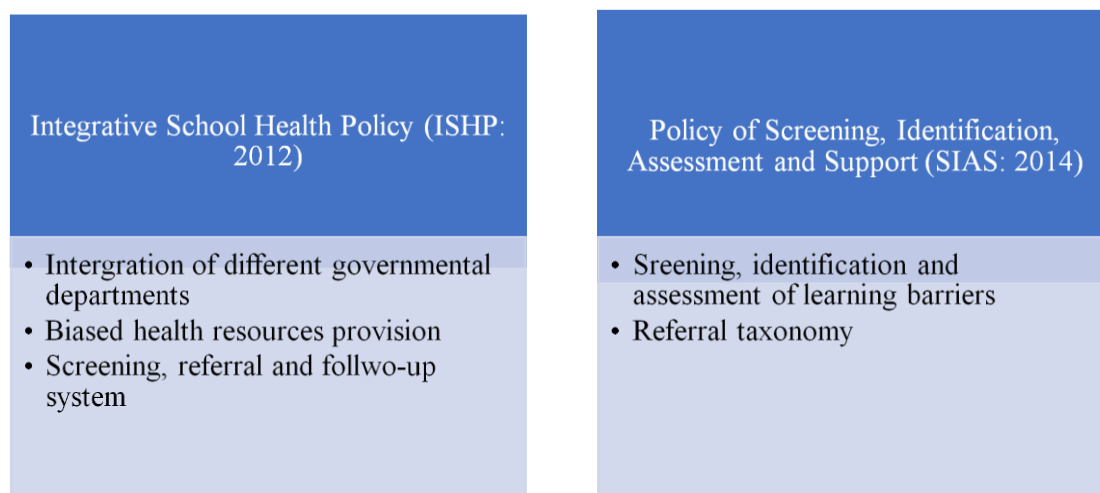 Integrative School Health Policy (ISHP:
2012)
• Intergration of different governmental
departments
• Biased health resources provision
• Screening, referral and follwo-up
system
Policy of Screening, Identification,
Assessment and Support (SIAS: 2014)
• Sreening, identification and
assessment of learning barriers
• Referral taxonomy